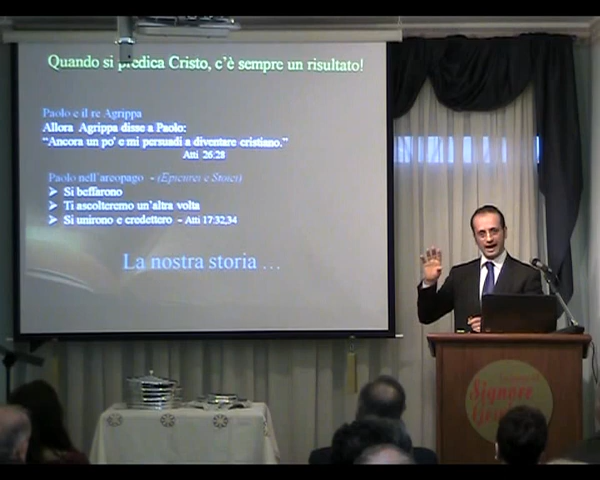 Quando si predica Cristo, c'è sempre un risultato!
Paolo e il re Agrippa
Allora Agrippa disse a Paolo:
“Ancora un po' e mi persuadi a diventare cristiano.”
Atti 26:28
Paolo nell'areopago - (Epicurei e Stoici)
➤ Si beffarono
➤ Ti ascolteremo un'altra volta
➤ Si unirono e credettero - Atti 17:32,34
La nostra storia …
Signore